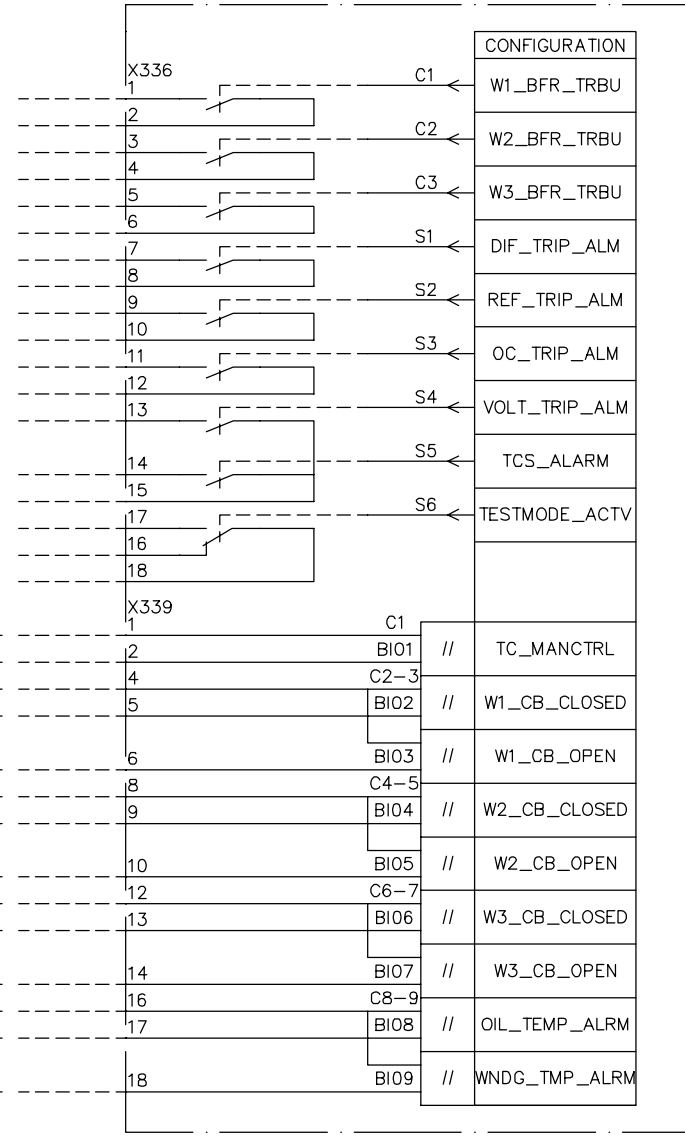 CONFIGURATION
X336
1 C1 W1_BFR_TRBU
2
3 C2 W2_BFR_TRBU
4
5 C3 W3_BFR_TRBU
6
7 S1 DIF_TRIP_ALM
8
9 S2 REF_TRIP_ALM
10
11 S3 OC_TRIP_ALM
12
13 S4 VOLT_TRIP_ALM
14 S5 TCS_ALARM
15
17 S6 TESTMODE_ACTV
16
18
X339
1 C1
2 BI01 // TC_MANCTRL
4 C2-3
5 BI02 // W1_CB_CLOSED
6 BI03 // W1_CB_OPEN
8 C4-5
9 BI04 // W2_CB_CLOSED
10 BI05 // W2_CB_OPEN
12 C6-7
13 BI06 // W3_CB_CLOSED
14 BI07 // W3_CB_OPEN
16 C8-9
17 BI08 // OIL_TEMP_ALRM
18 BI09 // WNDG_TMP_ALRM